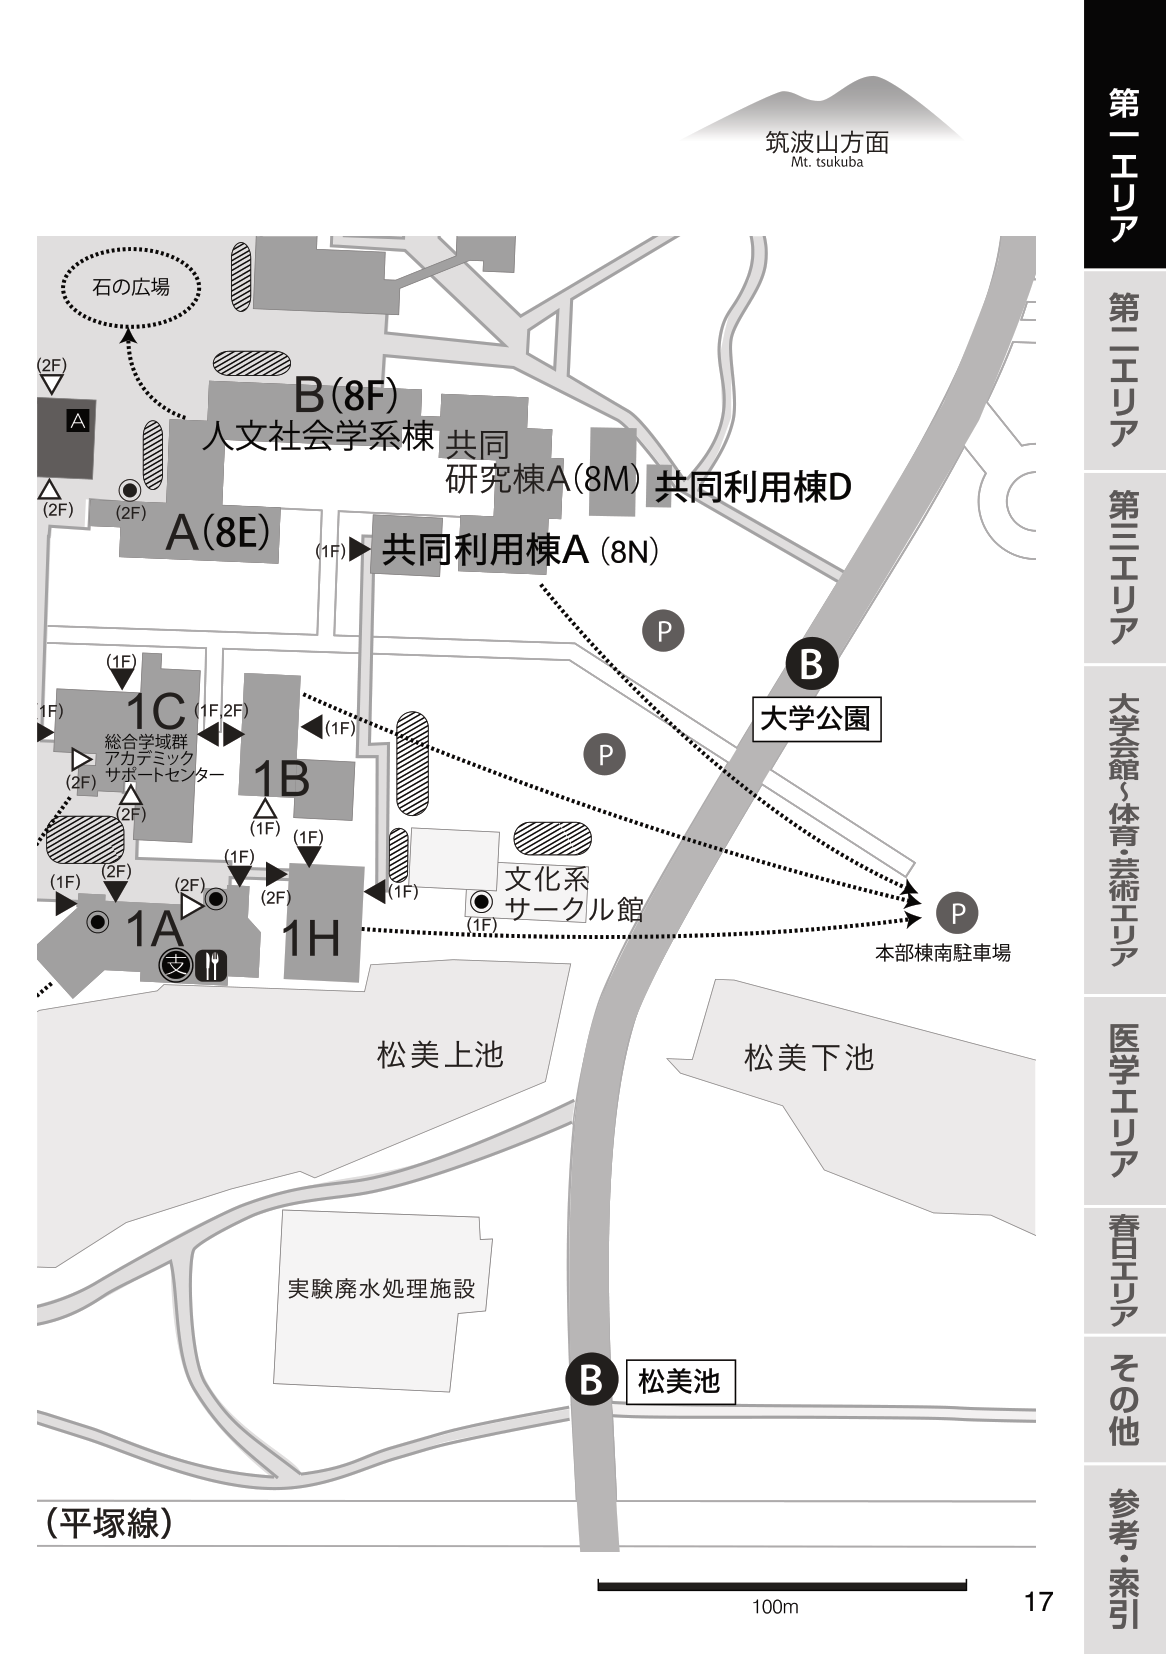 筑波山方面
Mt. tsukuba
石の広場
(2F)
A
(2F)
(2F)
B(8F)
人文社会学系棟
共同
研究棟A(8M)
共同利用棟D
A(8E)
(1F)
共同利用棟A (8N)
P
B
大学公園
(1F)
1F)
1C
(1F,2F)
(1F)
総合学域群
アカデミック
サポートセンター
P
(2F)
1B
(2F)
(1F)
(1F)
(1F)
(2F)
(1F)
(2F)
(2F)
(1F)
文化系
サークル館
(1F)
1A
1H
支
P
本部棟南駐車場
松美上池
松美下池
実験廃水処理施設
B
松美池
(平塚線)
100m
17
第一エリア
第二エリア
第三エリア
大学会館～体育・芸術エリア
医学エリア
春日エリア
その他
参考・索引